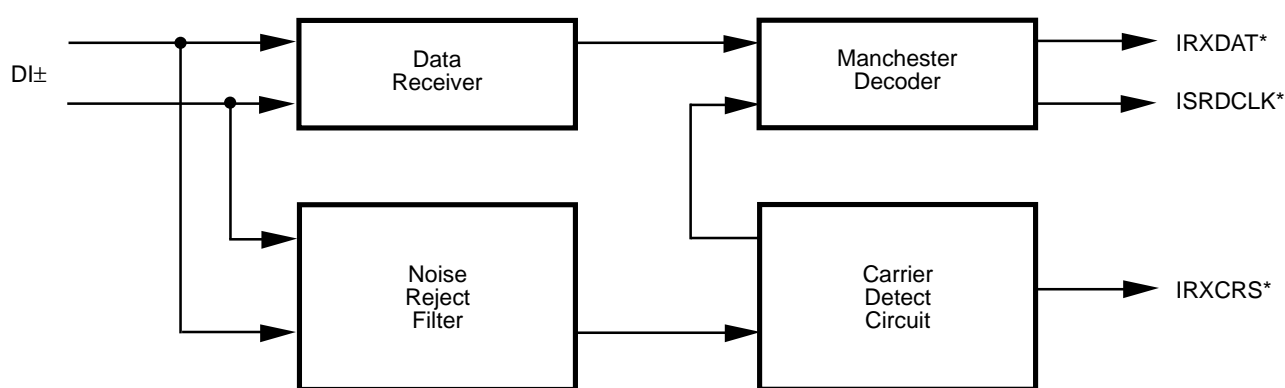 DI±
Data
Receiver
Manchester
Decoder
IRXDAT*
ISRDCLK*
Noise
Reject
Filter
Carrier
Detect
Circuit
IRXCRS*